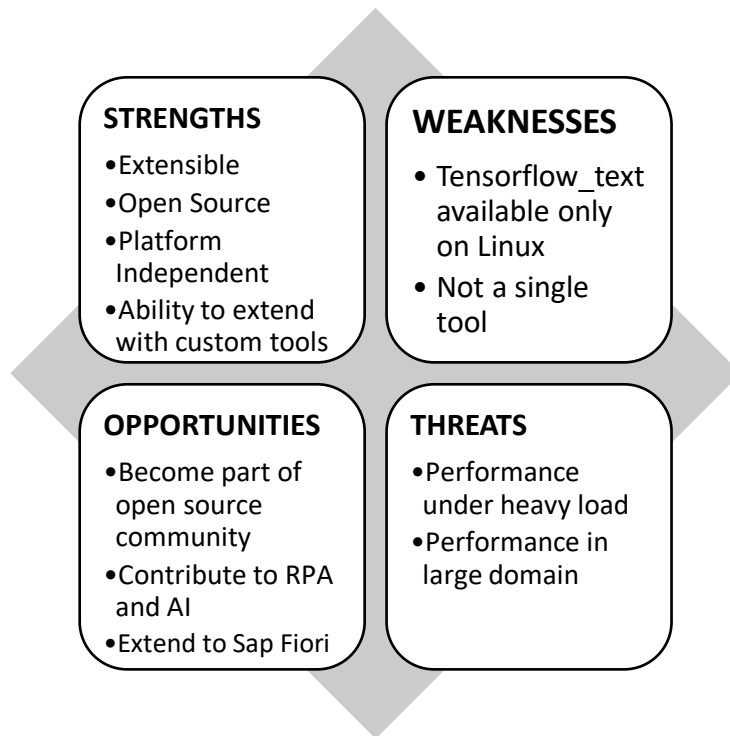 STRENGTHS
•Extensible
•Open Source
•Platform
Independent
•Ability to extend
with custom tools
WEAKNESSES
• Tensorflow_text
available only
on Linux
• Not a single
tool
OPPORTUNITIES
•Become part of
open source
community
•Contribute to RPA
and AI
•Extend to Sap Fiori
THREATS
•Performance
under heavy load
•Performance in
large domain